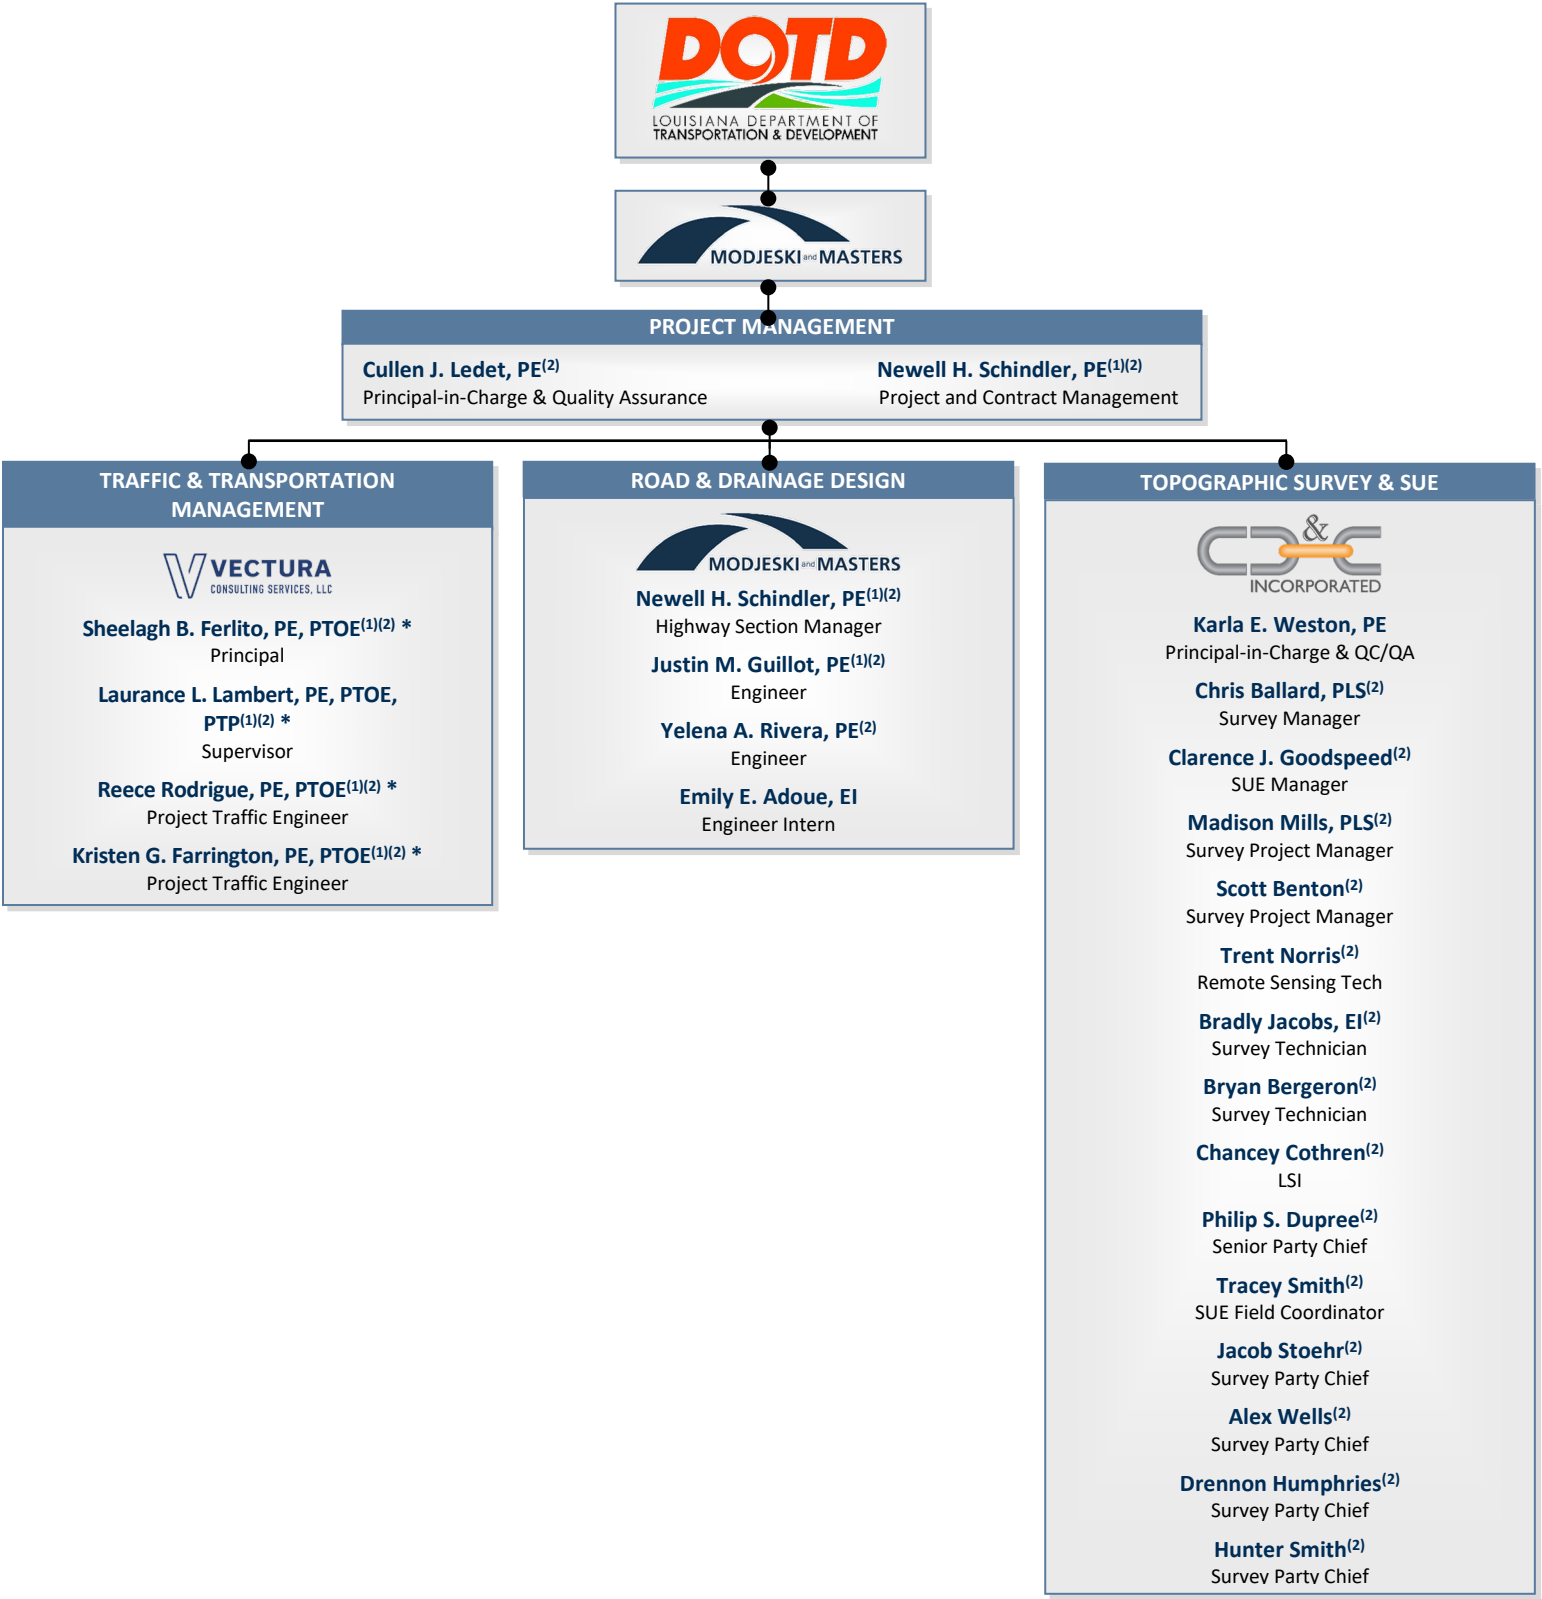 DOTD
LOUISIANA DEPARTMENT OF
TRANSPORTATION & DEVELOPMENT
MODJESKI and MASTERS
PROJECT MANAGEMENT
Cullen J. Ledet, PE(2)
Principal-in-Charge & Quality Assurance
Newell H. Schindler, PE(1)(2)
Project and Contract Management
TRAFFIC & TRANSPORTATION
MANAGEMENT
VECTURA
CONSULTING SERVICES, LLC
Sheelagh B. Ferlito, PE, PTOE(1)(2) *
Principal
Laurance L. Lambert, PE, PTOE,
PTP(1)(2) *
Supervisor
Reece Rodrigue, PE, PTOE(1)(2) *
Project Traffic Engineer
Kristen G. Farrington, PE, PTOE(1)(2) *
Project Traffic Engineer
ROAD & DRAINAGE DESIGN
MODJESKI and MASTERS
Newell H. Schindler, PE(1)(2)
Highway Section Manager
Justin M. Guillot, PE(1)(2)
Engineer
Yelena A. Rivera, PE(2)
Engineer
Emily E. Adoue, EI
Engineer Intern
TOPOGRAPHIC SURVEY & SUE
C&C
INCORPORATED
Karla E. Weston, PE
Principal-in-Charge & QC/QA
Chris Ballard, PLS(2)
Survey Manager
Clarence J. Goodspeed(2)
SUE Manager
Madison Mills, PLS(2)
Survey Project Manager
Scott Benton(2)
Survey Project Manager
Trent Norris(2)
Remote Sensing Tech
Bradly Jacobs, EI(2)
Survey Technician
Bryan Bergeron(2)
Survey Technician
Chancey Cothren(2)
LSI
Philip S. Dupree(2)
Senior Party Chief
Tracey Smith(2)
SUE Field Coordinator
Jacob Stoehr(2)
Survey Party Chief
Alex Wells(2)
Survey Party Chief
Drennon Humphries(2)
Survey Party Chief
Hunter Smith(2)
Survey Party Chief